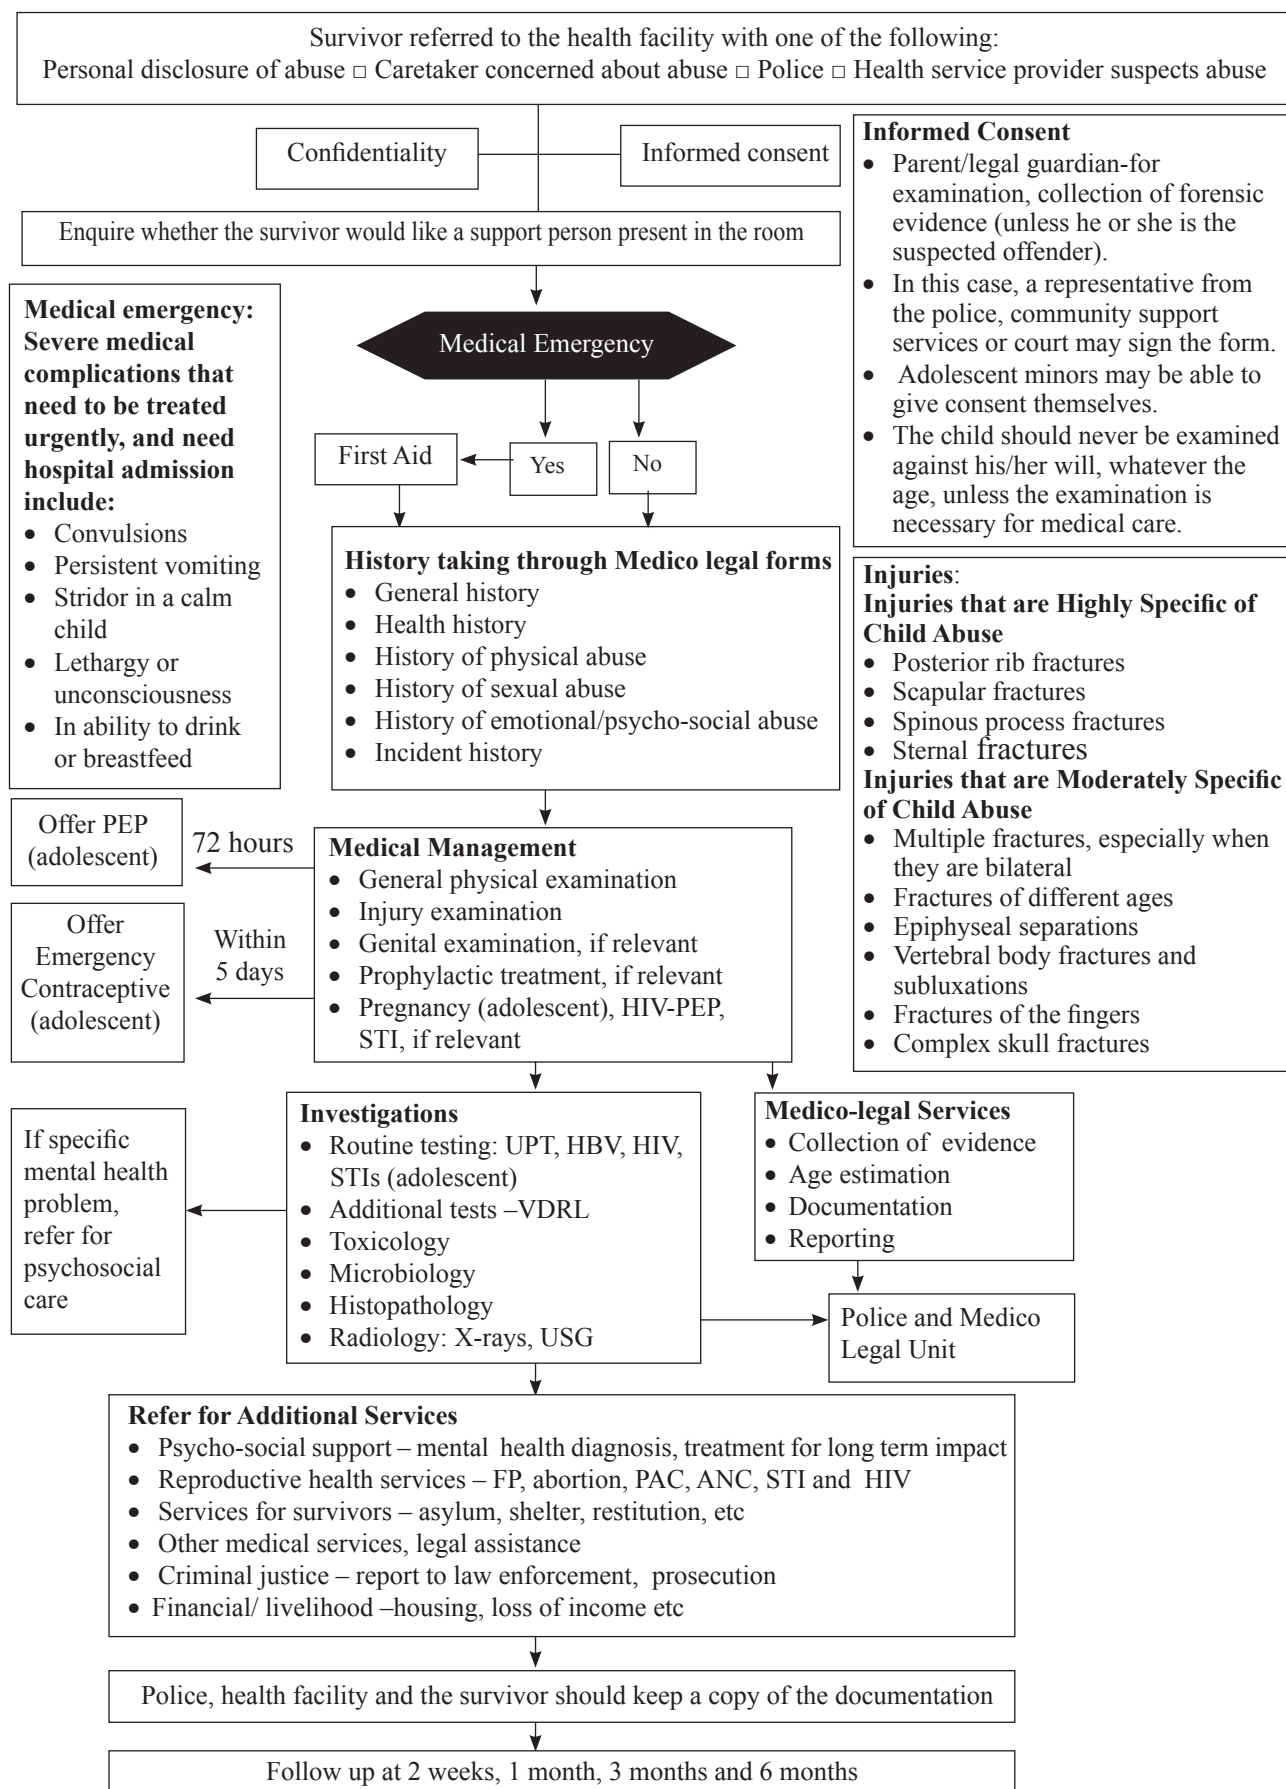 Survivor referred to the health facility with one of the following:
Personal disclosure of abuse □ Caretaker concerned about abuse □ Police □ Health service provider suspects abuse
Confidentiality
Informed consent
Enquire whether the survivor would like a support person present in the room
Informed Consent
• Parent/legal guardian-for
examination, collection of forensic
evidence (unless he or she is the
suspected offender).
• In this case, a representative from
the police, community support
services or court may sign the form.
• Adolescent minors may be able to
give consent themselves.
• The child should never be examined
against his/her will, whatever the
age, unless the examination is
necessary for medical care.
Medical emergency:
Severe medical
complications that
need to be treated
urgently, and need
hospital admission
include:
• Convulsions
• Persistent vomiting
• Stridor in a calm
child
• Lethargy or
unconsciousness
• In ability to drink
or breastfeed
Medical Emergency
First Aid
Yes
No
History taking through Medico legal forms
• General history
• Health history
• History of physical abuse
• History of sexual abuse
• History of emotional/psycho-social abuse
• Incident history
Injuries:
Injuries that are Highly Specific of
Child Abuse
• Posterior rib fractures
• Scapular fractures
• Spinous process fractures
• Sternal fractures
Injuries that are Moderately Specific
of Child Abuse
• Multiple fractures, especially when
they are bilateral
• Fractures of different ages
• Epiphyseal separations
• Vertebral body fractures and
subluxations
• Fractures of the fingers
• Complex skull fractures
Offer PEP
(adolescent)
72 hours
Medical Management
• General physical examination
• Injury examination
• Genital examination, if relevant
• Prophylactic treatment, if relevant
• Pregnancy (adolescent), HIV-PEP,
STI, if relevant
Offer
Emergency
Contraceptive
(adolescent)
Within
5 days
If specific
mental health
problem,
refer for
psychosocial
care
Investigations
• Routine testing: UPT, HBV, HIV,
STIs (adolescent)
• Additional tests –VDRL
• Toxicology
• Microbiology
• Histopathology
• Radiology: X-rays, USG
Medico-legal Services
• Collection of evidence
• Age estimation
• Documentation
• Reporting
Police and Medico
Legal Unit
Refer for Additional Services
• Psycho-social support – mental health diagnosis, treatment for long term impact
• Reproductive health services – FP, abortion, PAC, ANC, STI and HIV
• Services for survivors – asylum, shelter, restitution, etc
• Other medical services, legal assistance
• Criminal justice – report to law enforcement, prosecution
• Financial/ livelihood –housing, loss of income etc
Police, health facility and the survivor should keep a copy of the documentation
Follow up at 2 weeks, 1 month, 3 months and 6 months